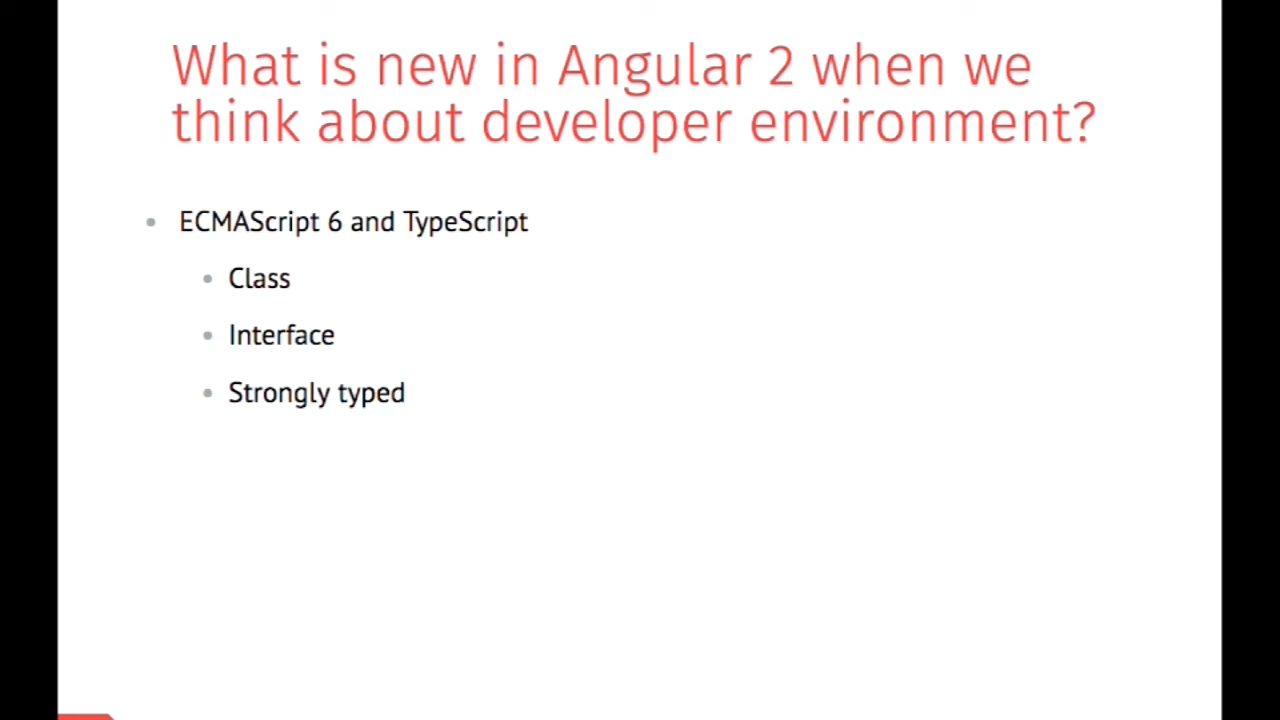 What is new in Angular 2 when we
think about developer environment?
• ECMAScript 6 and TypeScript
• Class
• Interface
• Strongly typed